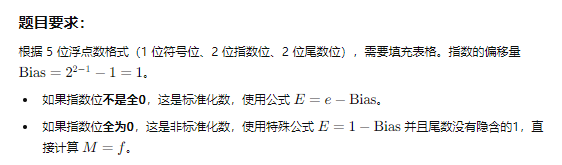 题目要求：
根据 5 位浮点数格式（1 位符号位、2 位指数位、2 位尾数位），需要填充表格。指数的偏移量
Bias = 2^{2−1} − 1 = 1。
• 如果指数位不是全0，这是标准化数，使用公式 E = e − Bias。
• 如果指数位全为0，这是非标准化数，使用特殊公式 E = 1 − Bias 并且尾数没有隐含的1，直
接计算 M = f。